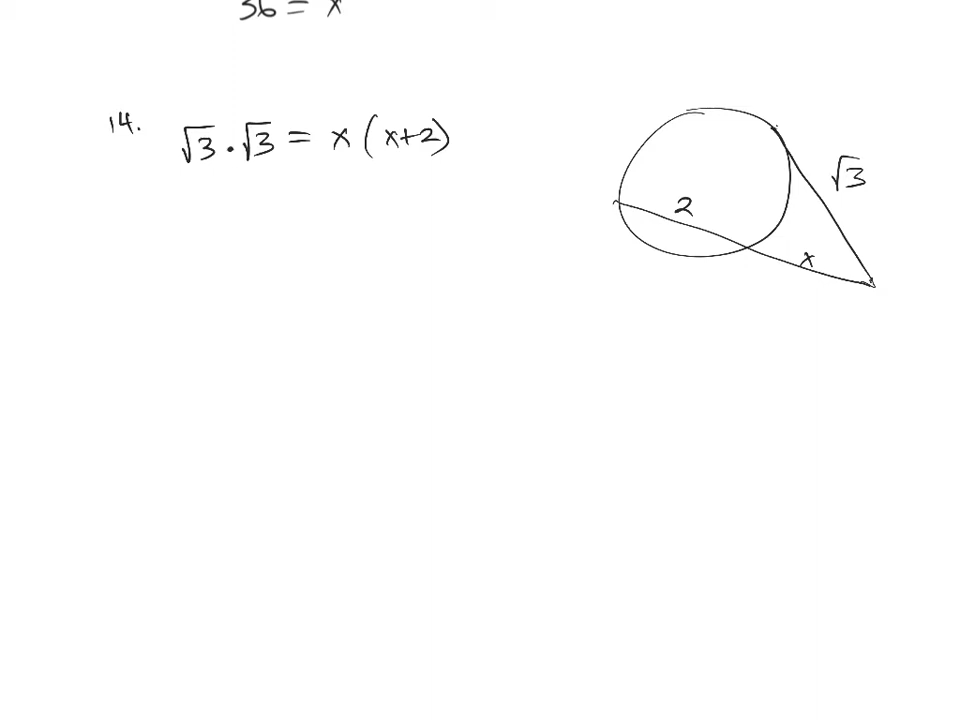 36 = x
14.
√3 · √3 = x (x+2)
√3
2
x